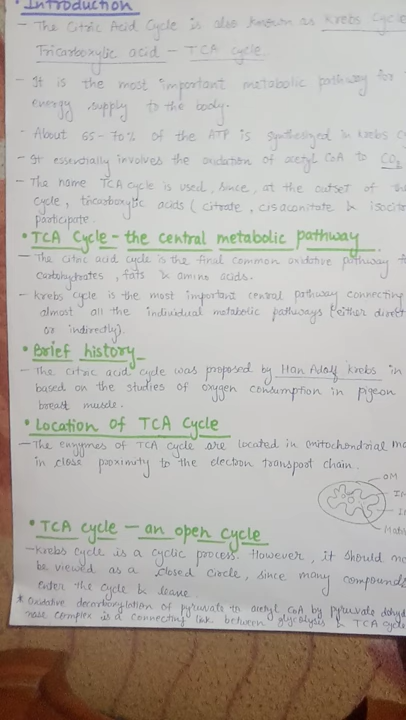 • Introduction
– The Citric Acid Cycle is also known as Krebs Cycle
Tricarboxylic acid – TCA cycle.
– It is the most important metabolic pathway for
energy supply to the body.
– About 65-70% of the ATP is synthesized in Krebs
– It essentially involves the oxidation of acetyl CoA to CO2
– The name TCA cycle is used, since, at the outset of
cycle, tricarboxylic acids (citrate, cisaconitate &
participate.
• TCA Cycle – the central metabolic pathway
– The citric acid cycle is the final common oxidative pathway
carbohydrates, fats & amino acids.
– Krebs cycle is the most important central pathway connecting
almost all the individual metabolic pathways (either
or indirectly).
• Brief history –
– The citric acid cycle was proposed by Han Adolf Krebs in
based on the studies of oxygen consumption in pigeon
breast muscle.
• Location of TCA Cycle
– The enzymes of TCA cycle are located in mitochondrial
in close proximity to the electron transport chain.
OM
• TCA cycle – an open cycle
– Krebs cycle is a cyclic process. However, it should
be viewed as a closed circle, since many compounds
enter the cycle & leave.
* Oxidative decarboxylation of pyruvate to acetyl CoA by pyruvate
complex is a connecting link between glycolysis & TCA cycle